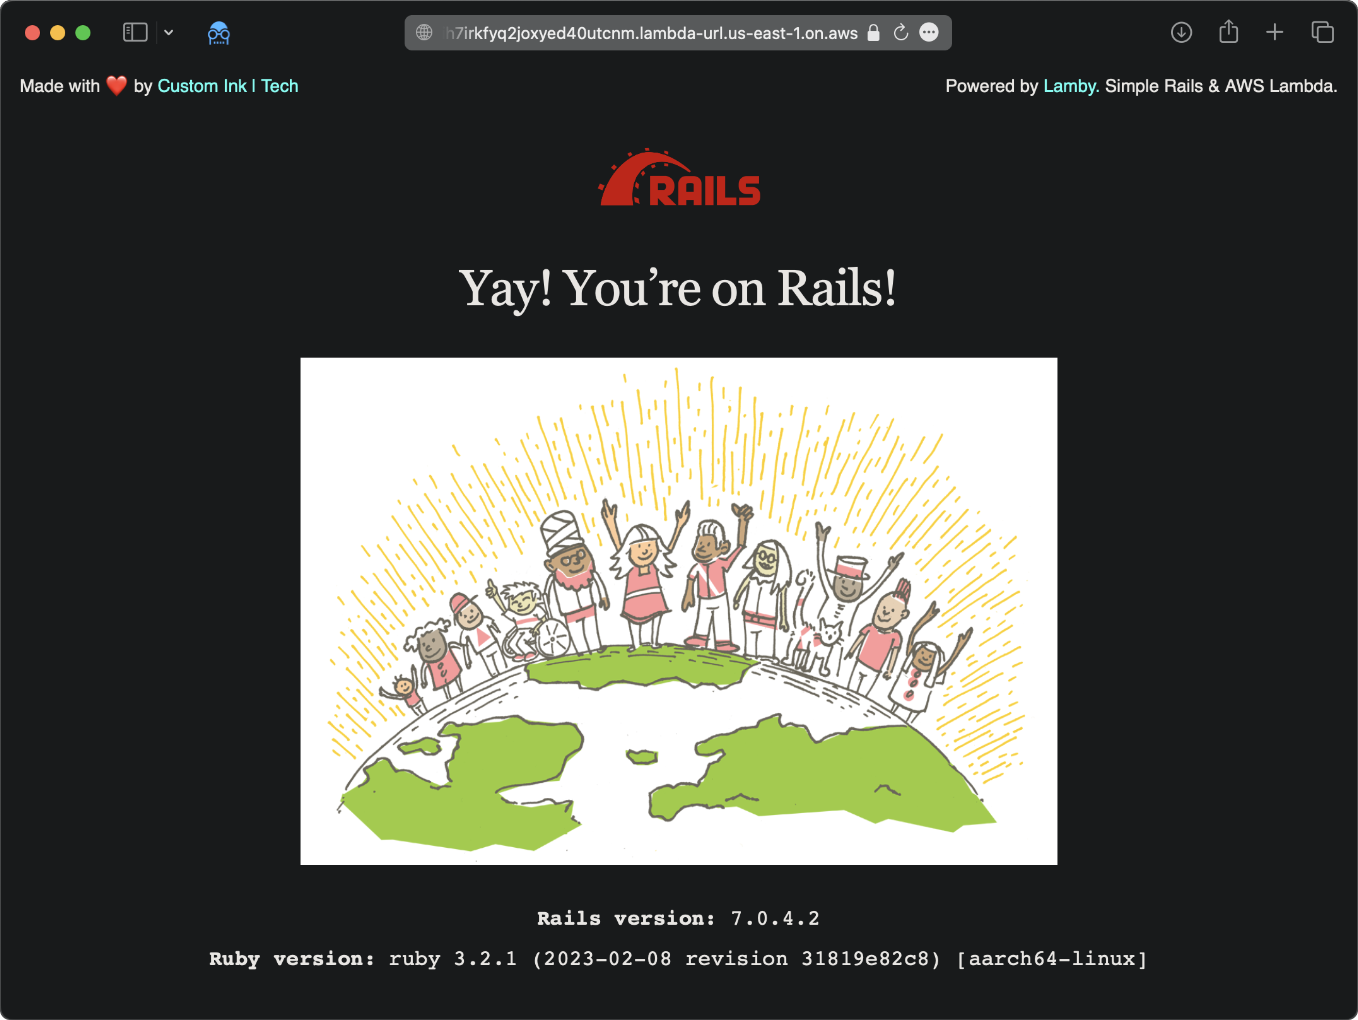 h7irkfyq2joxyed40utcnm.lambda-url.us-east-1.on.aws
Made with ❤️ by Custom Ink | Tech
Powered by Lamby. Simple Rails & AWS Lambda.
RAILS
Yay! You’re on Rails!
Rails version: 7.0.4.2
Ruby version: ruby 3.2.1 (2023-02-08 revision 31819e82c8) [aarch64-linux]